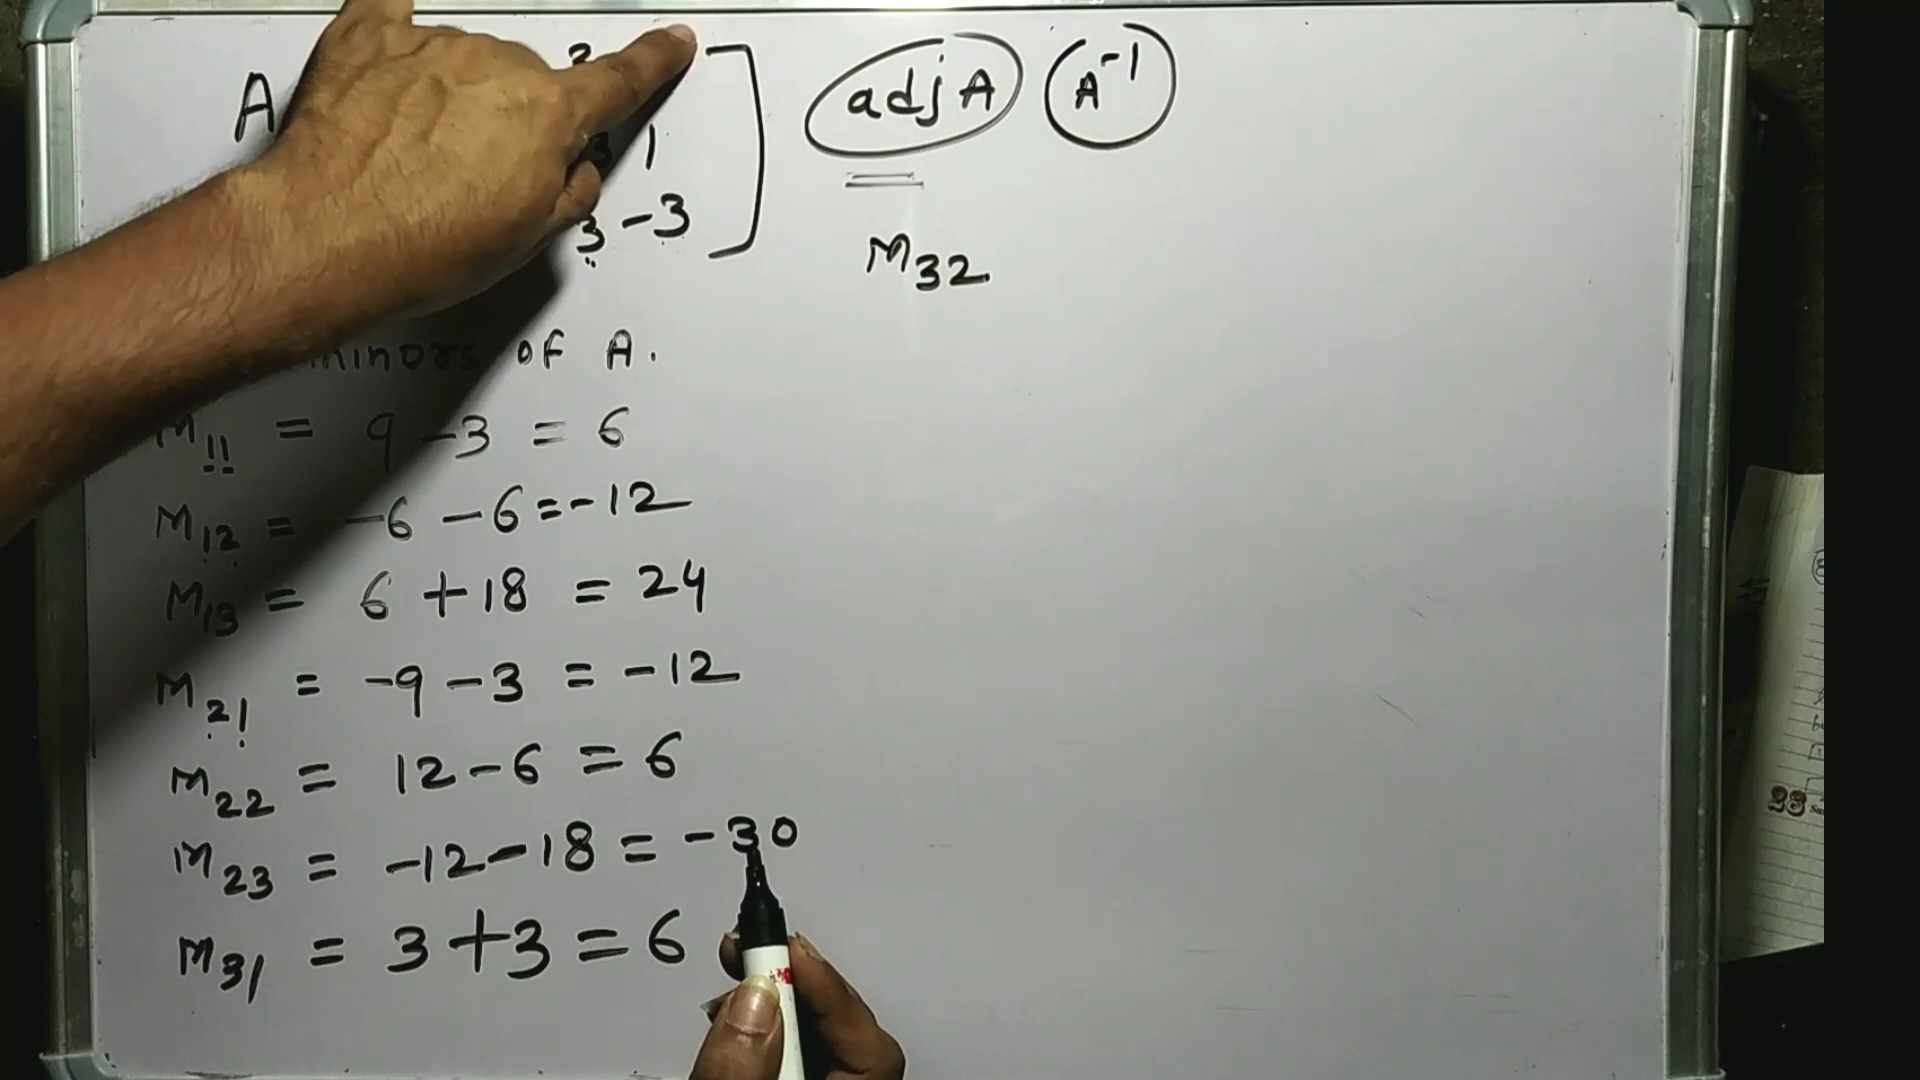 A adj A A⁻¹
3 1
3 -3
M₃₂
minors of A.
M₁₁ = 9 - 3 = 6
M₁₂ = -6 - 6 = -12
M₁₃ = 6 + 18 = 24
M₂₁ = -9 - 3 = -12
M₂₂ = 12 - 6 = 6
M₂₃ = -12 - 18 = -30
M₃₁ = 3 + 3 = 6
23